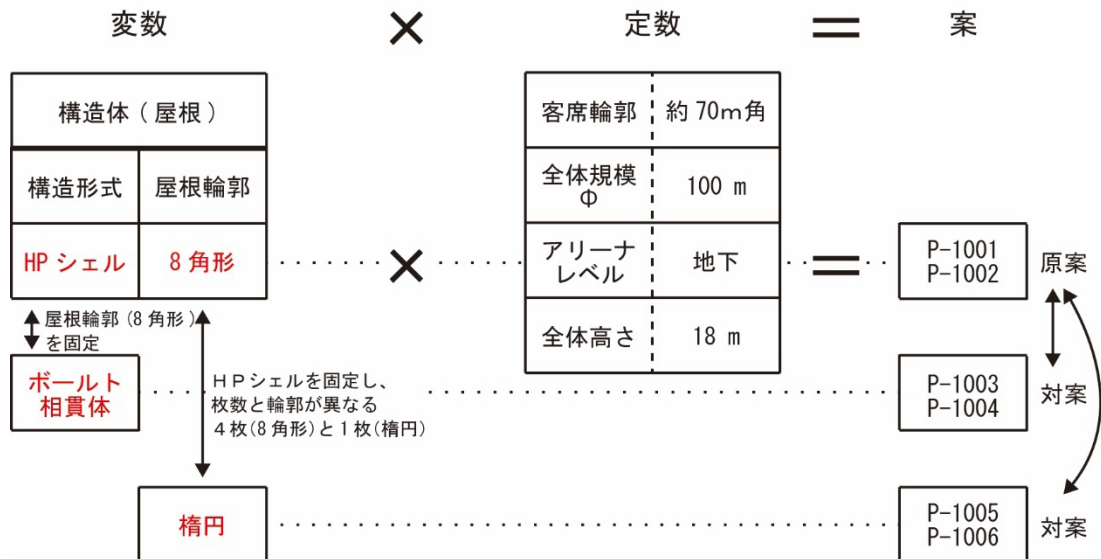 変数 × 定数 = 案
構造体(屋根)
構造形式 屋根輪郭
HPシェル 8角形
客席輪郭 約70m角
全体規模
Φ
100 m
アリーナ
レベル
地下
全体高さ 18 m
× =
P-1001
P-1002
原案
屋根輪郭(8角形)
を固定
ボールト
相貫体
HPシェルを固定し、
枚数と輪郭が異なる
4枚(8角形)と1枚(楕円)
P-1003
P-1004
対案
楕円
P-1005
P-1006
対案